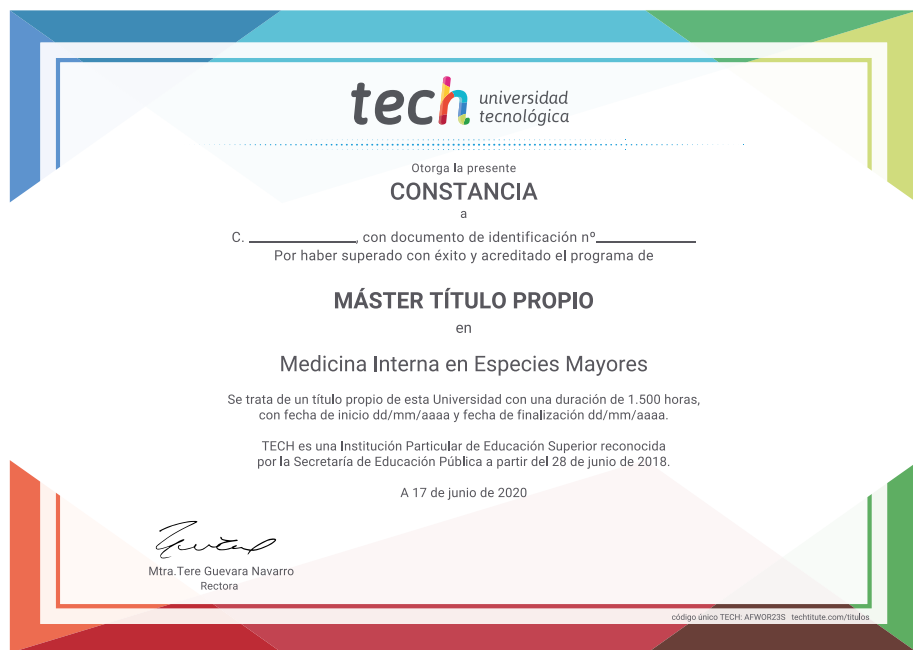 tech universidad
tecnológica
Otorga la presente
CONSTANCIA
a
C. ____________, con documento de identificación nº____________
Por haber superado con éxito y acreditado el programa de
MÁSTER TÍTULO PROPIO
en
Medicina Interna en Especies Mayores
Se trata de un título propio de esta Universidad con una duración de 1.500 horas,
con fecha de inicio dd/mm/aaaa y fecha de finalización dd/mm/aaaa.
TECH es una Institución Particular de Educación Superior reconocida
por la Secretaría de Educación Pública a partir del 28 de junio de 2018.
A 17 de junio de 2020
Mtra.Tere Guevara Navarro
Rectora
código único TECH: AFWOR23S techtitute.com/titulos